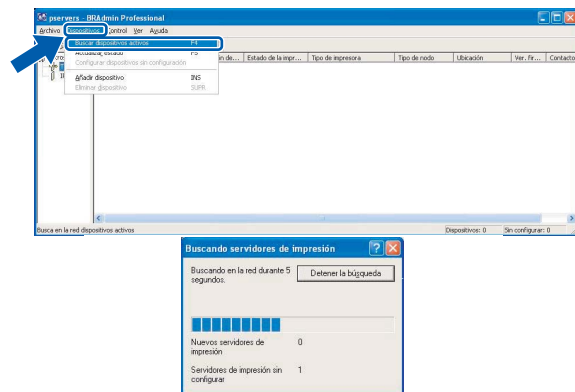 pservers - BRAdmin Professional
Archivo Dispositivos Control Ver Ayuda
Buscar dispositivos activos F4
Actualizar estado F5
Configurar dispositivos sin configuración
Añadir dispositivo INS
Eliminar dispositivo SUPR
Estado de la impr... Tipo de impresora Tipo de nodo Ubicación Ver. fir... Contacto
Busca en la red dispositivos activos Dispositivos: 0 Sin configurar: 0
Buscando servidores de impresión
Buscando en la red durante 5
segundos.
Detener la búsqueda
Nuevos servidores de
impresión
0
Servidores de impresión sin
configurar
1